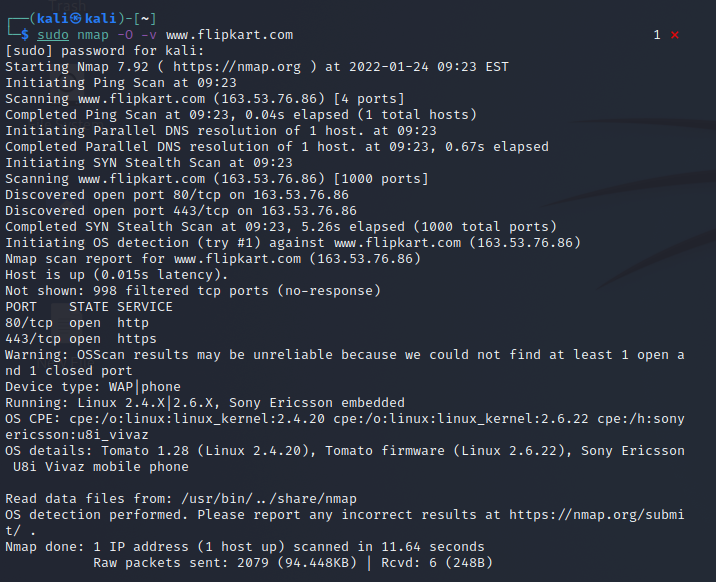 Trash
┌──(kali㉿kali)-[~]
└─$ sudo nmap -O -v www.flipkart.com 1 ⨯
[sudo] password for kali:
Starting Nmap 7.92 ( https://nmap.org ) at 2022-01-24 09:23 EST
Initiating Ping Scan at 09:23
Scanning www.flipkart.com (163.53.76.86) [4 ports]
Completed Ping Scan at 09:23, 0.04s elapsed (1 total hosts)
Initiating Parallel DNS resolution of 1 host. at 09:23
Completed Parallel DNS resolution of 1 host. at 09:23, 0.67s elapsed
Initiating SYN Stealth Scan at 09:23
Scanning www.flipkart.com (163.53.76.86) [1000 ports]
Discovered open port 80/tcp on 163.53.76.86
Discovered open port 443/tcp on 163.53.76.86
Completed SYN Stealth Scan at 09:23, 5.26s elapsed (1000 total ports)
Initiating OS detection (try #1) against www.flipkart.com (163.53.76.86)
Nmap scan report for www.flipkart.com (163.53.76.86)
Host is up (0.015s latency).
Not shown: 998 filtered tcp ports (no-response)
PORT    STATE SERVICE
80/tcp  open  http
443/tcp open  https
Warning: OSScan results may be unreliable because we could not find at least 1 open a
nd 1 closed port
Device type: WAP|phone
Running: Linux 2.4.X|2.6.X, Sony Ericsson embedded
OS CPE: cpe:/o:linux:linux_kernel:2.4.20 cpe:/o:linux:linux_kernel:2.6.22 cpe:/h:sony
ericsson:u8i_vivaz
OS details: Tomato 1.28 (Linux 2.4.20), Tomato firmware (Linux 2.6.22), Sony Ericsson
 U8i Vivaz mobile phone
Read data files from: /usr/bin/../share/nmap
OS detection performed. Please report any incorrect results at https://nmap.org/submi
t/ .
Nmap done: 1 IP address (1 host up) scanned in 11.64 seconds
           Raw packets sent: 2079 (94.448KB) | Rcvd: 6 (248B)